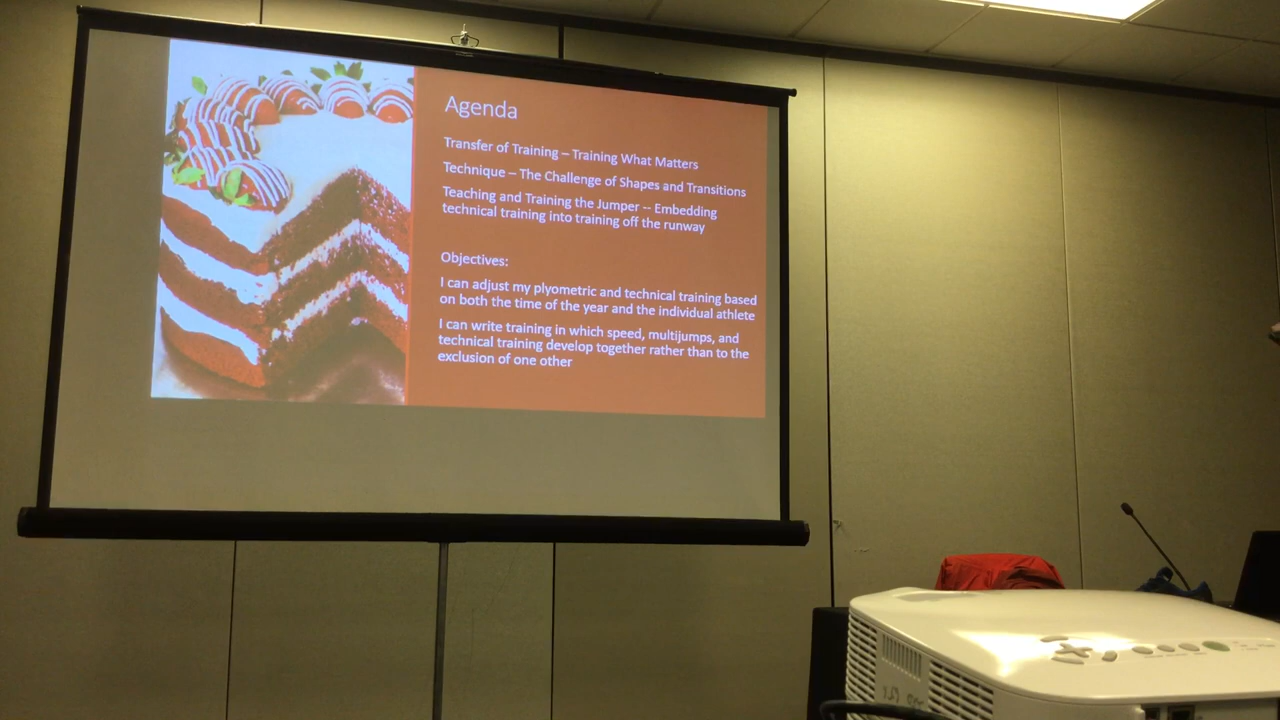 Agenda
Transfer of Training – Training What Matters
Technique – The Challenge of Shapes and Transitions
Teaching and Training the Jumper -- Embedding
technical training into training off the runway
Objectives:
I can adjust my plyometric and technical training based
on both the time of the year and the individual athlete
I can write training in which speed, multijumps, and
technical training develop together rather than to the
exclusion of one other